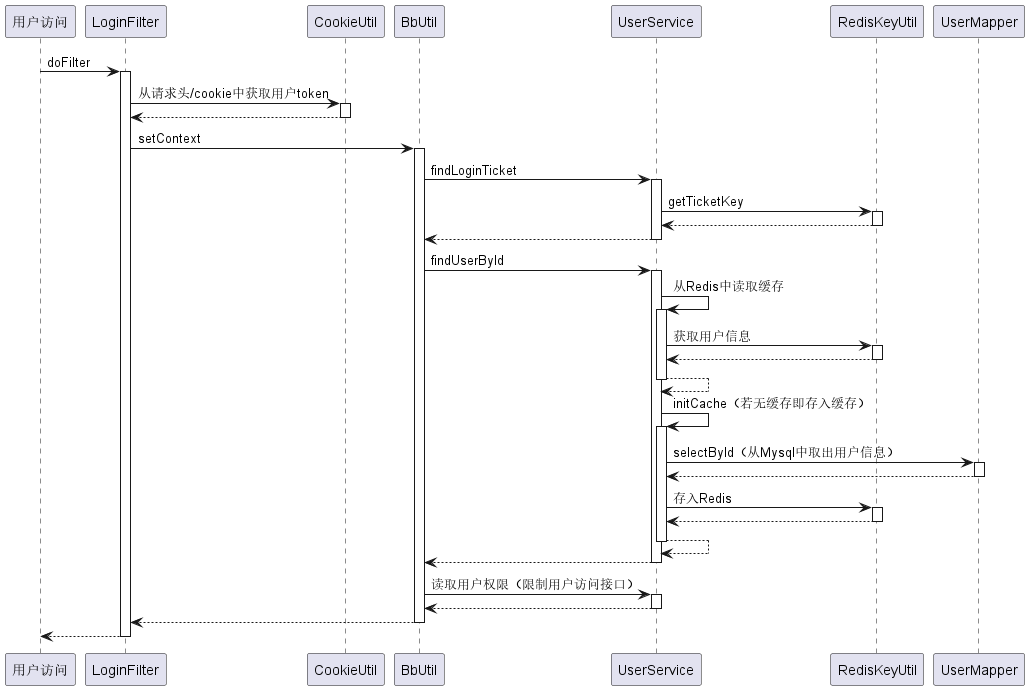 用户访问 LoginFilter CookieUtil BbUtil UserService RedisKeyUtil UserMapper
doFilter
从请求头/cookie中获取用户token
setContext
findLoginTicket
getTicketKey
findUserById
从Redis中读取缓存
获取用户信息
initCache（若无缓存即存入缓存）
selectById（从Mysql中取出用户信息）
存入Redis
读取用户权限（限制用户访问接口）
用户访问 LoginFilter CookieUtil BbUtil UserService RedisKeyUtil UserMapper